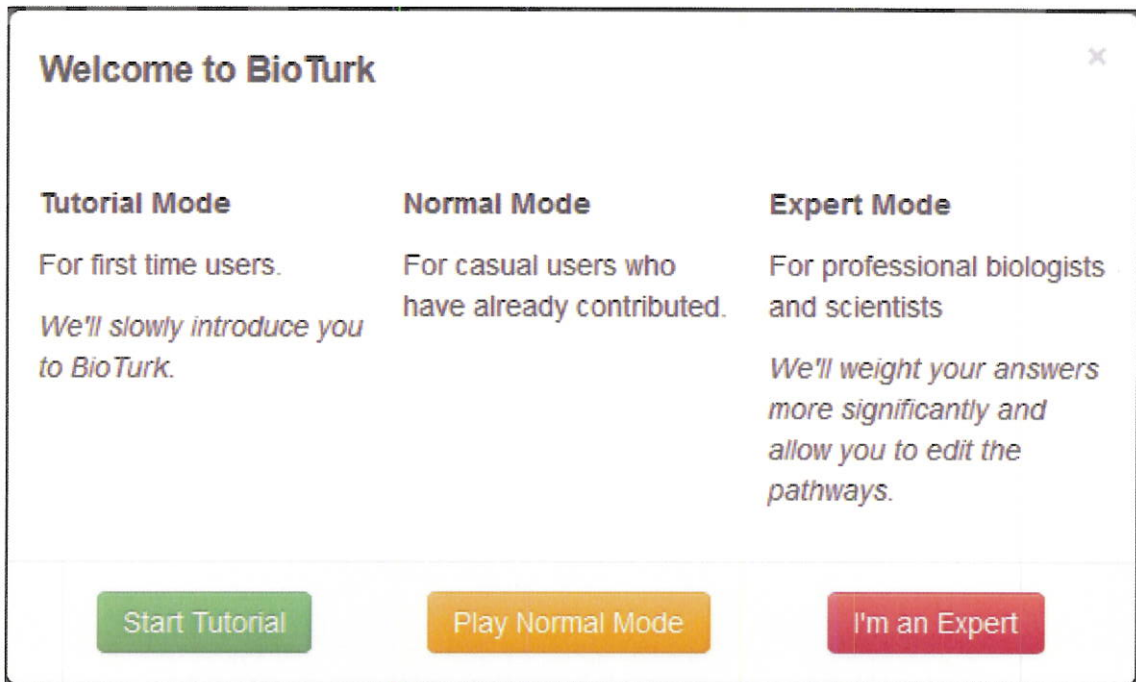 Welcome to BioTurk
×
Tutorial Mode
For first time users.
We'll slowly introduce you
to BioTurk.
Normal Mode
For casual users who
have already contributed.
Expert Mode
For professional biologists
and scientists
We'll weight your answers
more significantly and
allow you to edit the
pathways.
Start Tutorial
Play Normal Mode
I'm an Expert